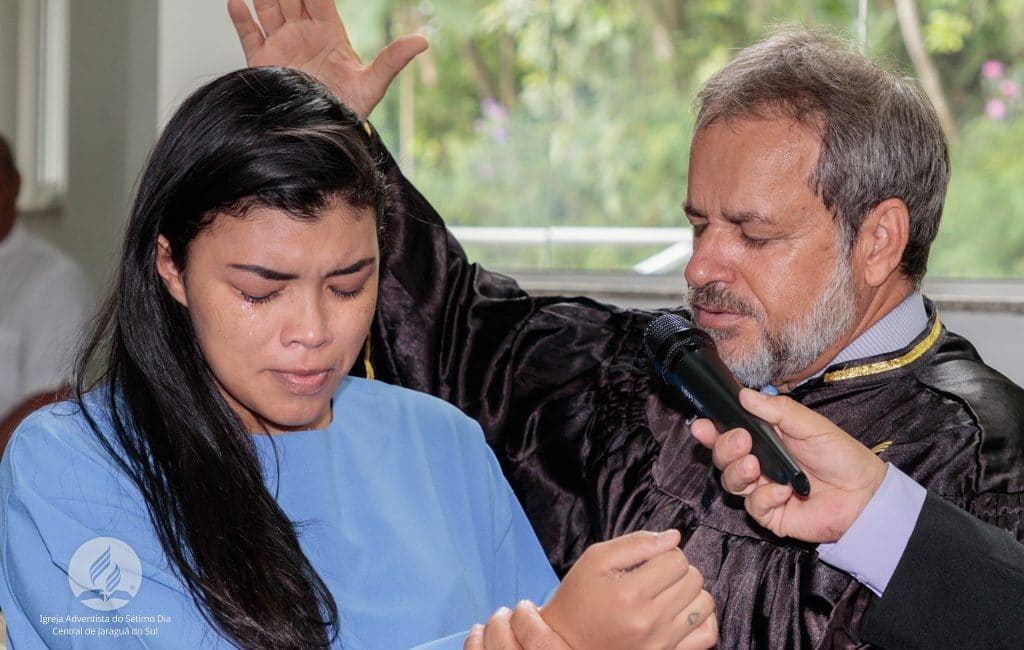 Igreja Adventista do Sétimo Dia
Central de Jaraguá do Sul